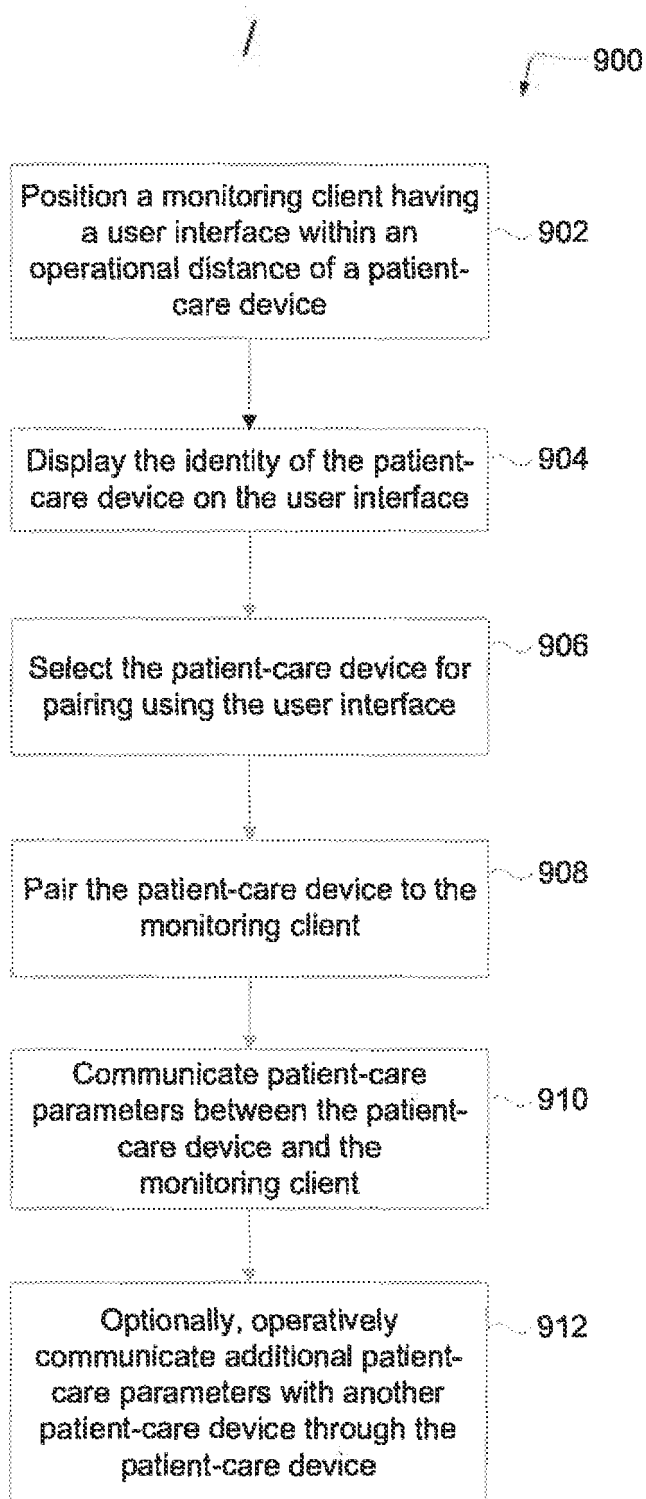 900
Position a monitoring client having
a user interface within an
operational distance of a patient-
care device
902
Display the identity of the patient-
care device on the user interface
904
Select the patient-care device for
pairing using the user interface
906
Pair the patient-care device to the
monitoring client
908
Communicate patient-care
parameters between the patient-
care device and the
monitoring client
910
Optionally, operatively
communicate additional patient-
care parameters with another
patient-care device through the
patient-care device
912